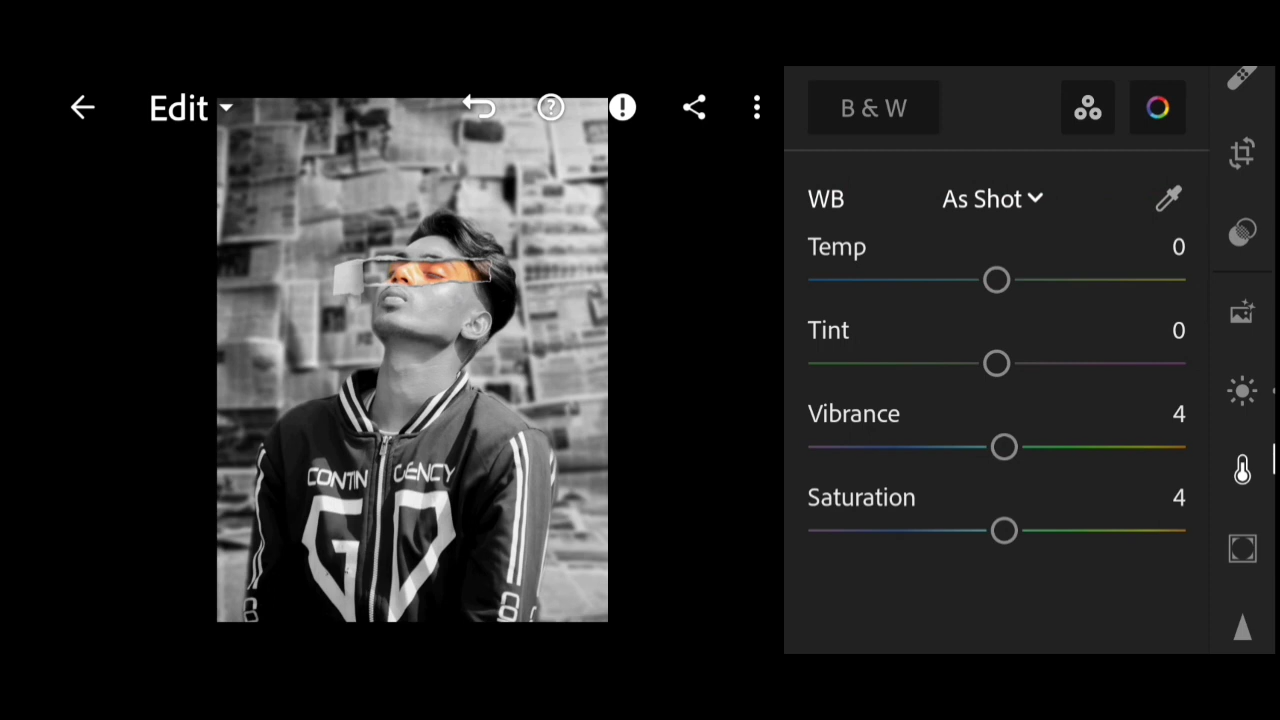 Edit
B & W
WB As Shot
Temp 0
Tint 0
Vibrance 4
Saturation 4
CONTIN GENCY
G